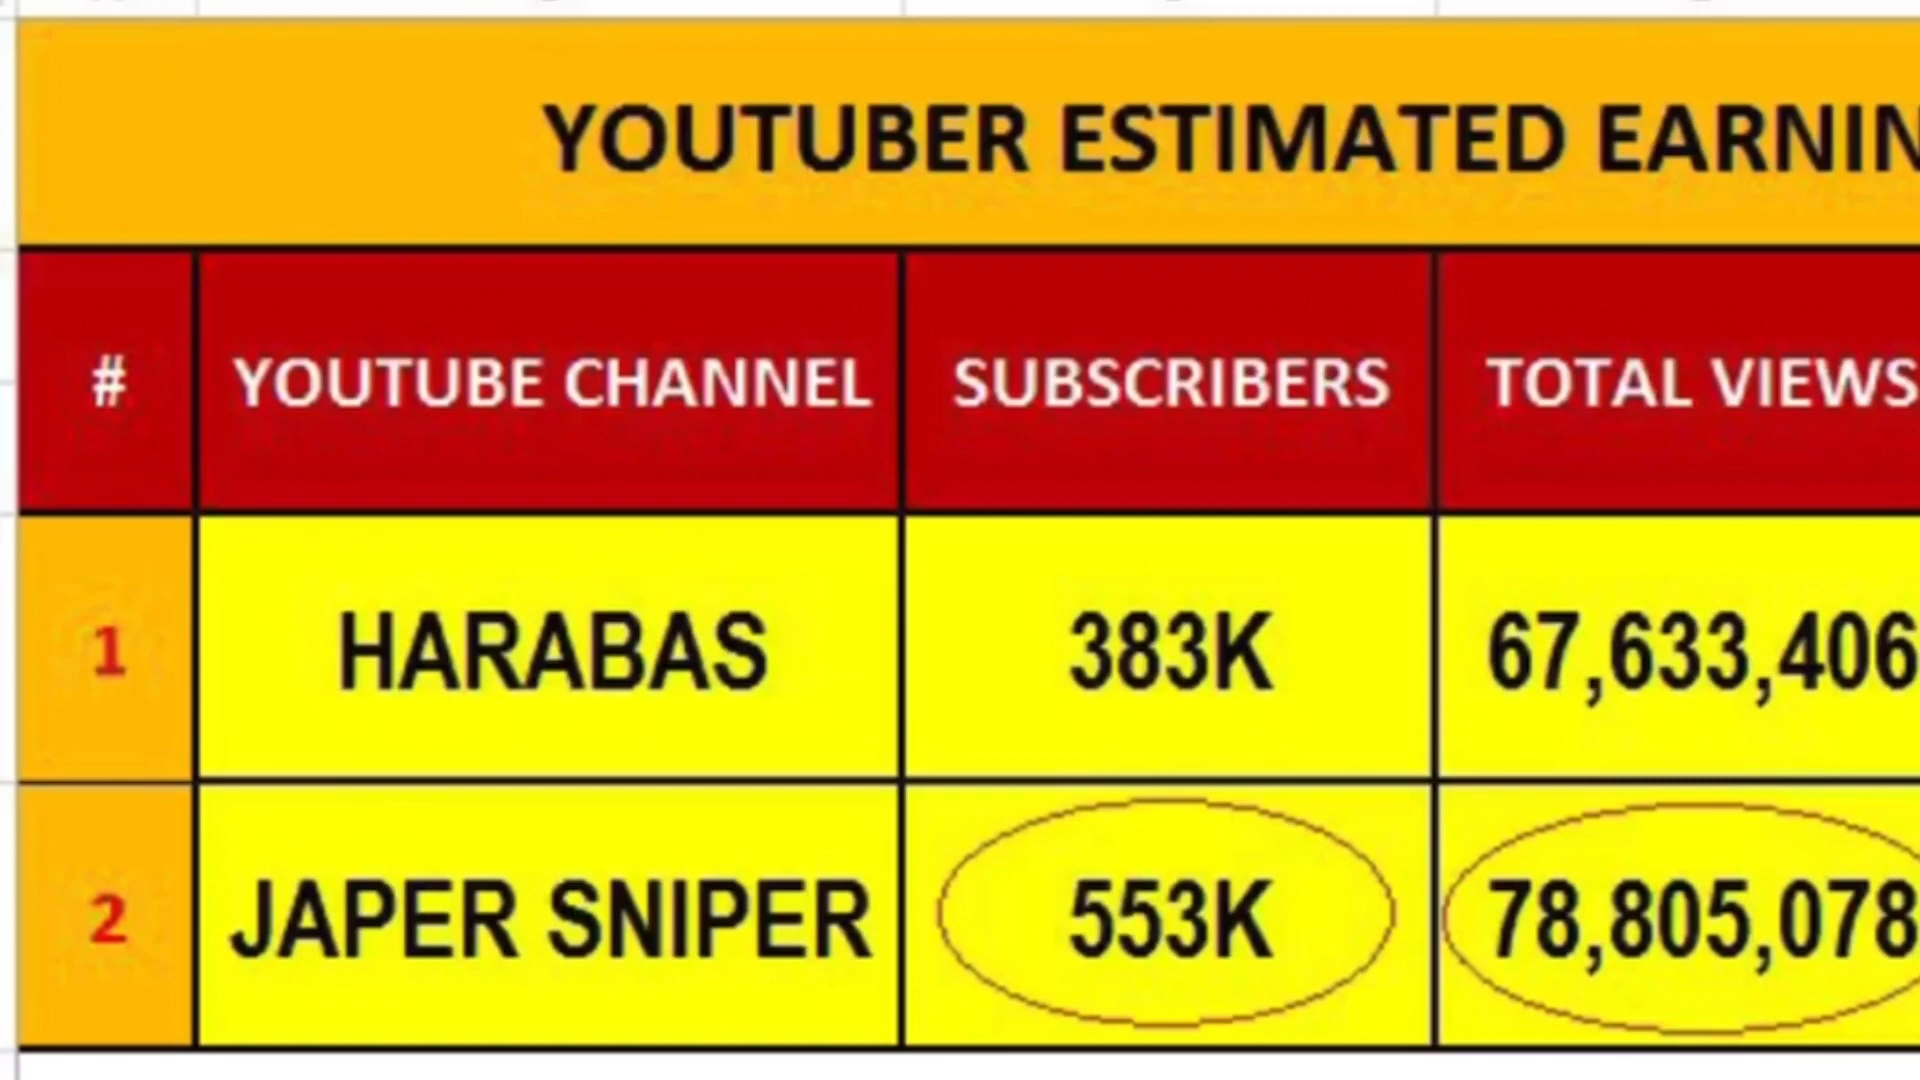 YOUTUBER ESTIMATED EARNIN
# YOUTUBE CHANNEL SUBSCRIBERS TOTAL VIEWS
1 HARABAS 383K 67,633,406
2 JAPER SNIPER 553K 78,805,078